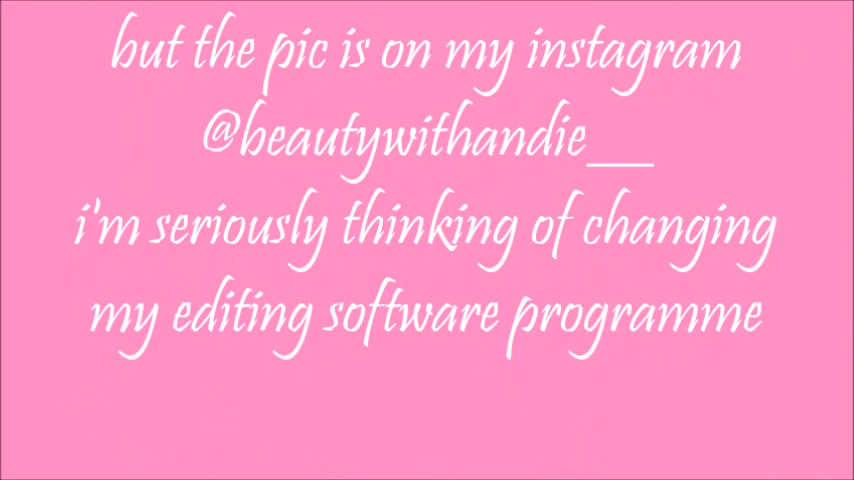 but the pic is on my instagram
@beautywithandie__
i'm seriously thinking of changing
my editing software programme